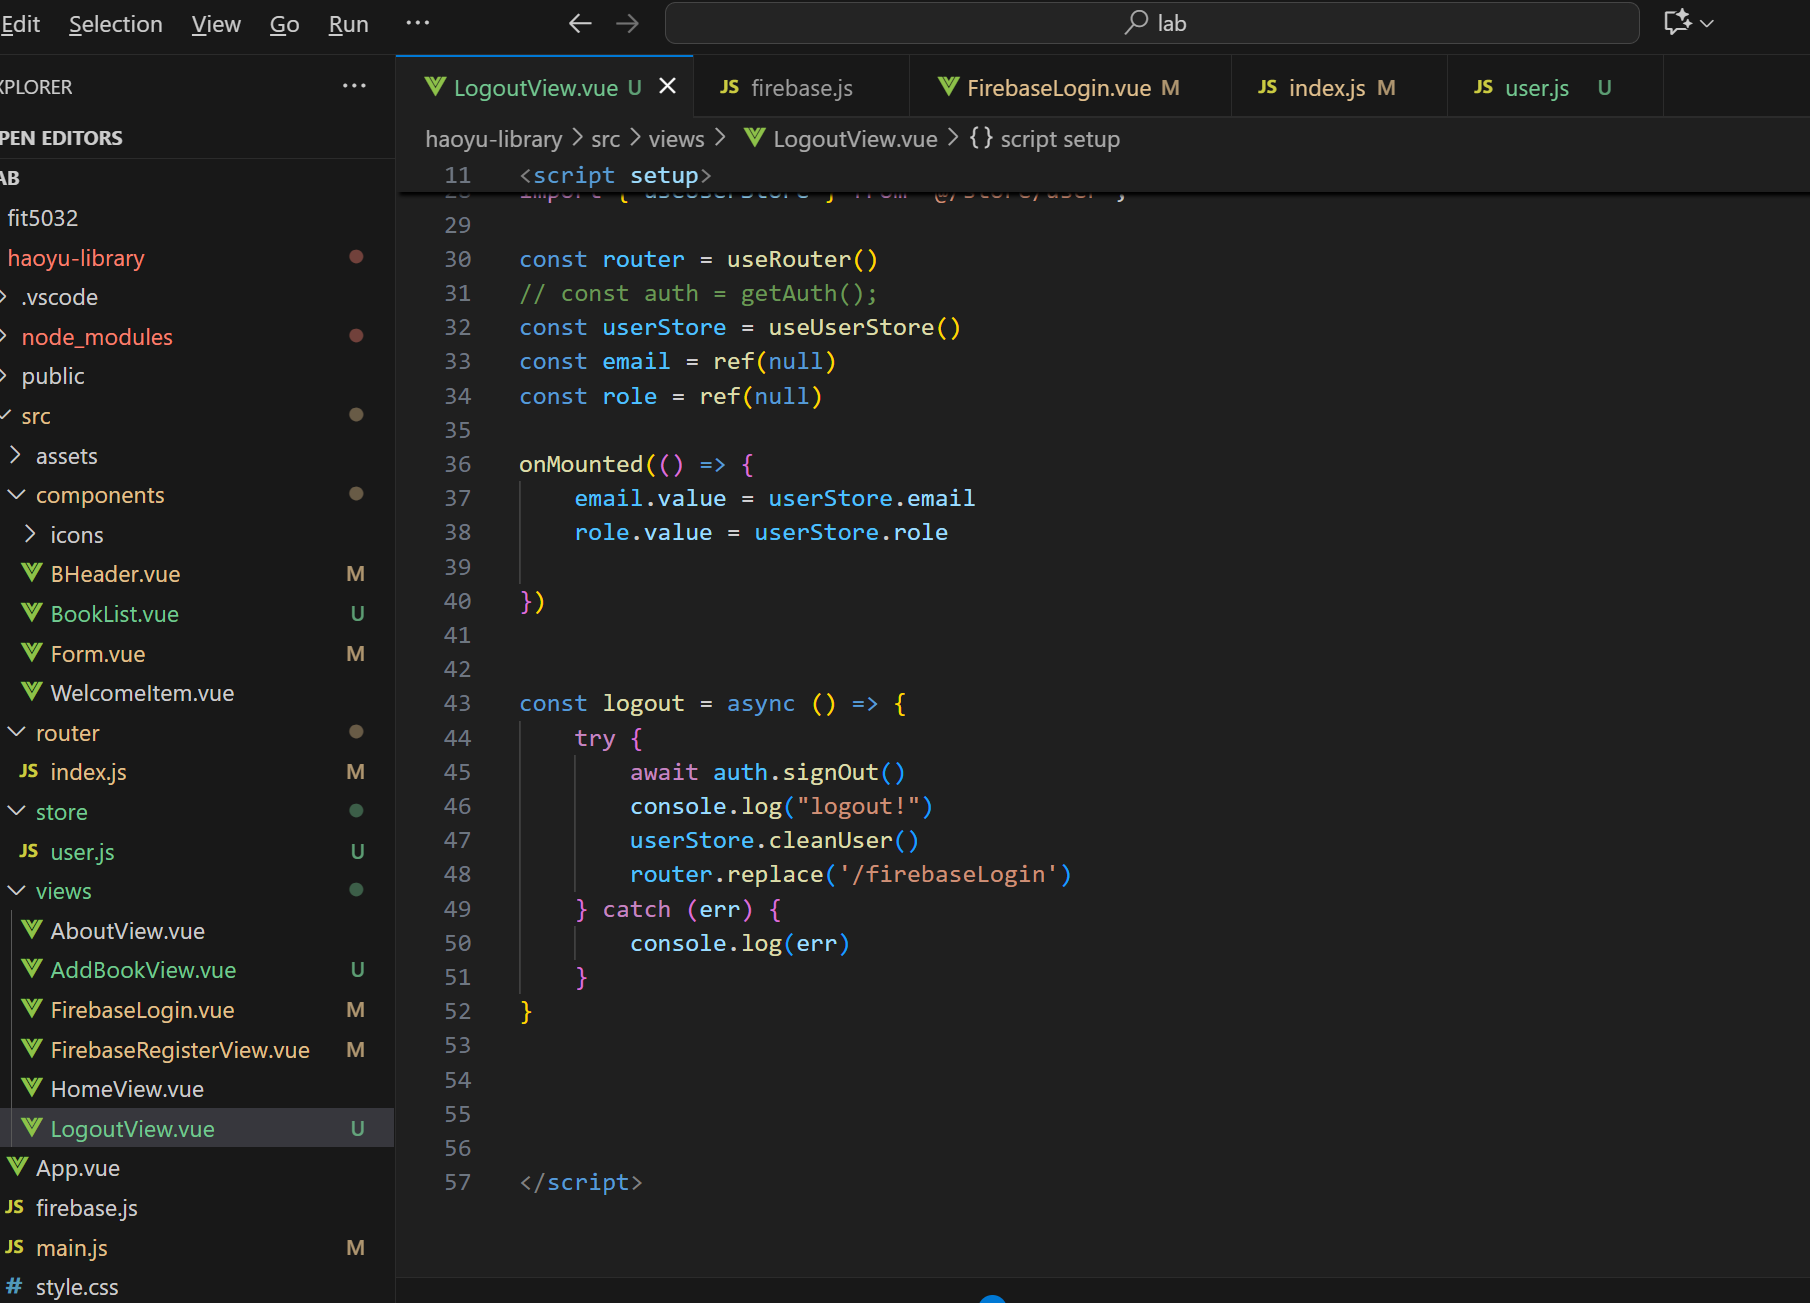 Edit Selection View Go Run ···
lab
XPLORER ···
PEN EDITORS
AB
fit5032
haoyu-library
.vscode
node_modules
public
src
assets
components
icons
BHeader.vue M
BookList.vue U
Form.vue M
WelcomeItem.vue
router
JS index.js M
store
JS user.js U
views
AboutView.vue
AddBookView.vue U
FirebaseLogin.vue M
FirebaseRegisterView.vue M
HomeView.vue
LogoutView.vue U
App.vue
JS firebase.js
JS main.js M
# style.css
LogoutView.vue U
JS firebase.js
FirebaseLogin.vue M
JS index.js M
JS user.js U
haoyu-library > src > views > LogoutView.vue > {} script setup
11 <script setup>
28 import { useUserStore } from '@/store/user';
29
30 const router = useRouter()
31 // const auth = getAuth();
32 const userStore = useUserStore()
33 const email = ref(null)
34 const role = ref(null)
35
36 onMounted(() => {
37 email.value = userStore.email
38 role.value = userStore.role
39
40 })
41
42
43 const logout = async () => {
44 try {
45 await auth.signOut()
46 console.log("logout!")
47 userStore.cleanUser()
48 router.replace('/firebaseLogin')
49 } catch (err) {
50 console.log(err)
51 }
52 }
53
54
55
56
57 </script>